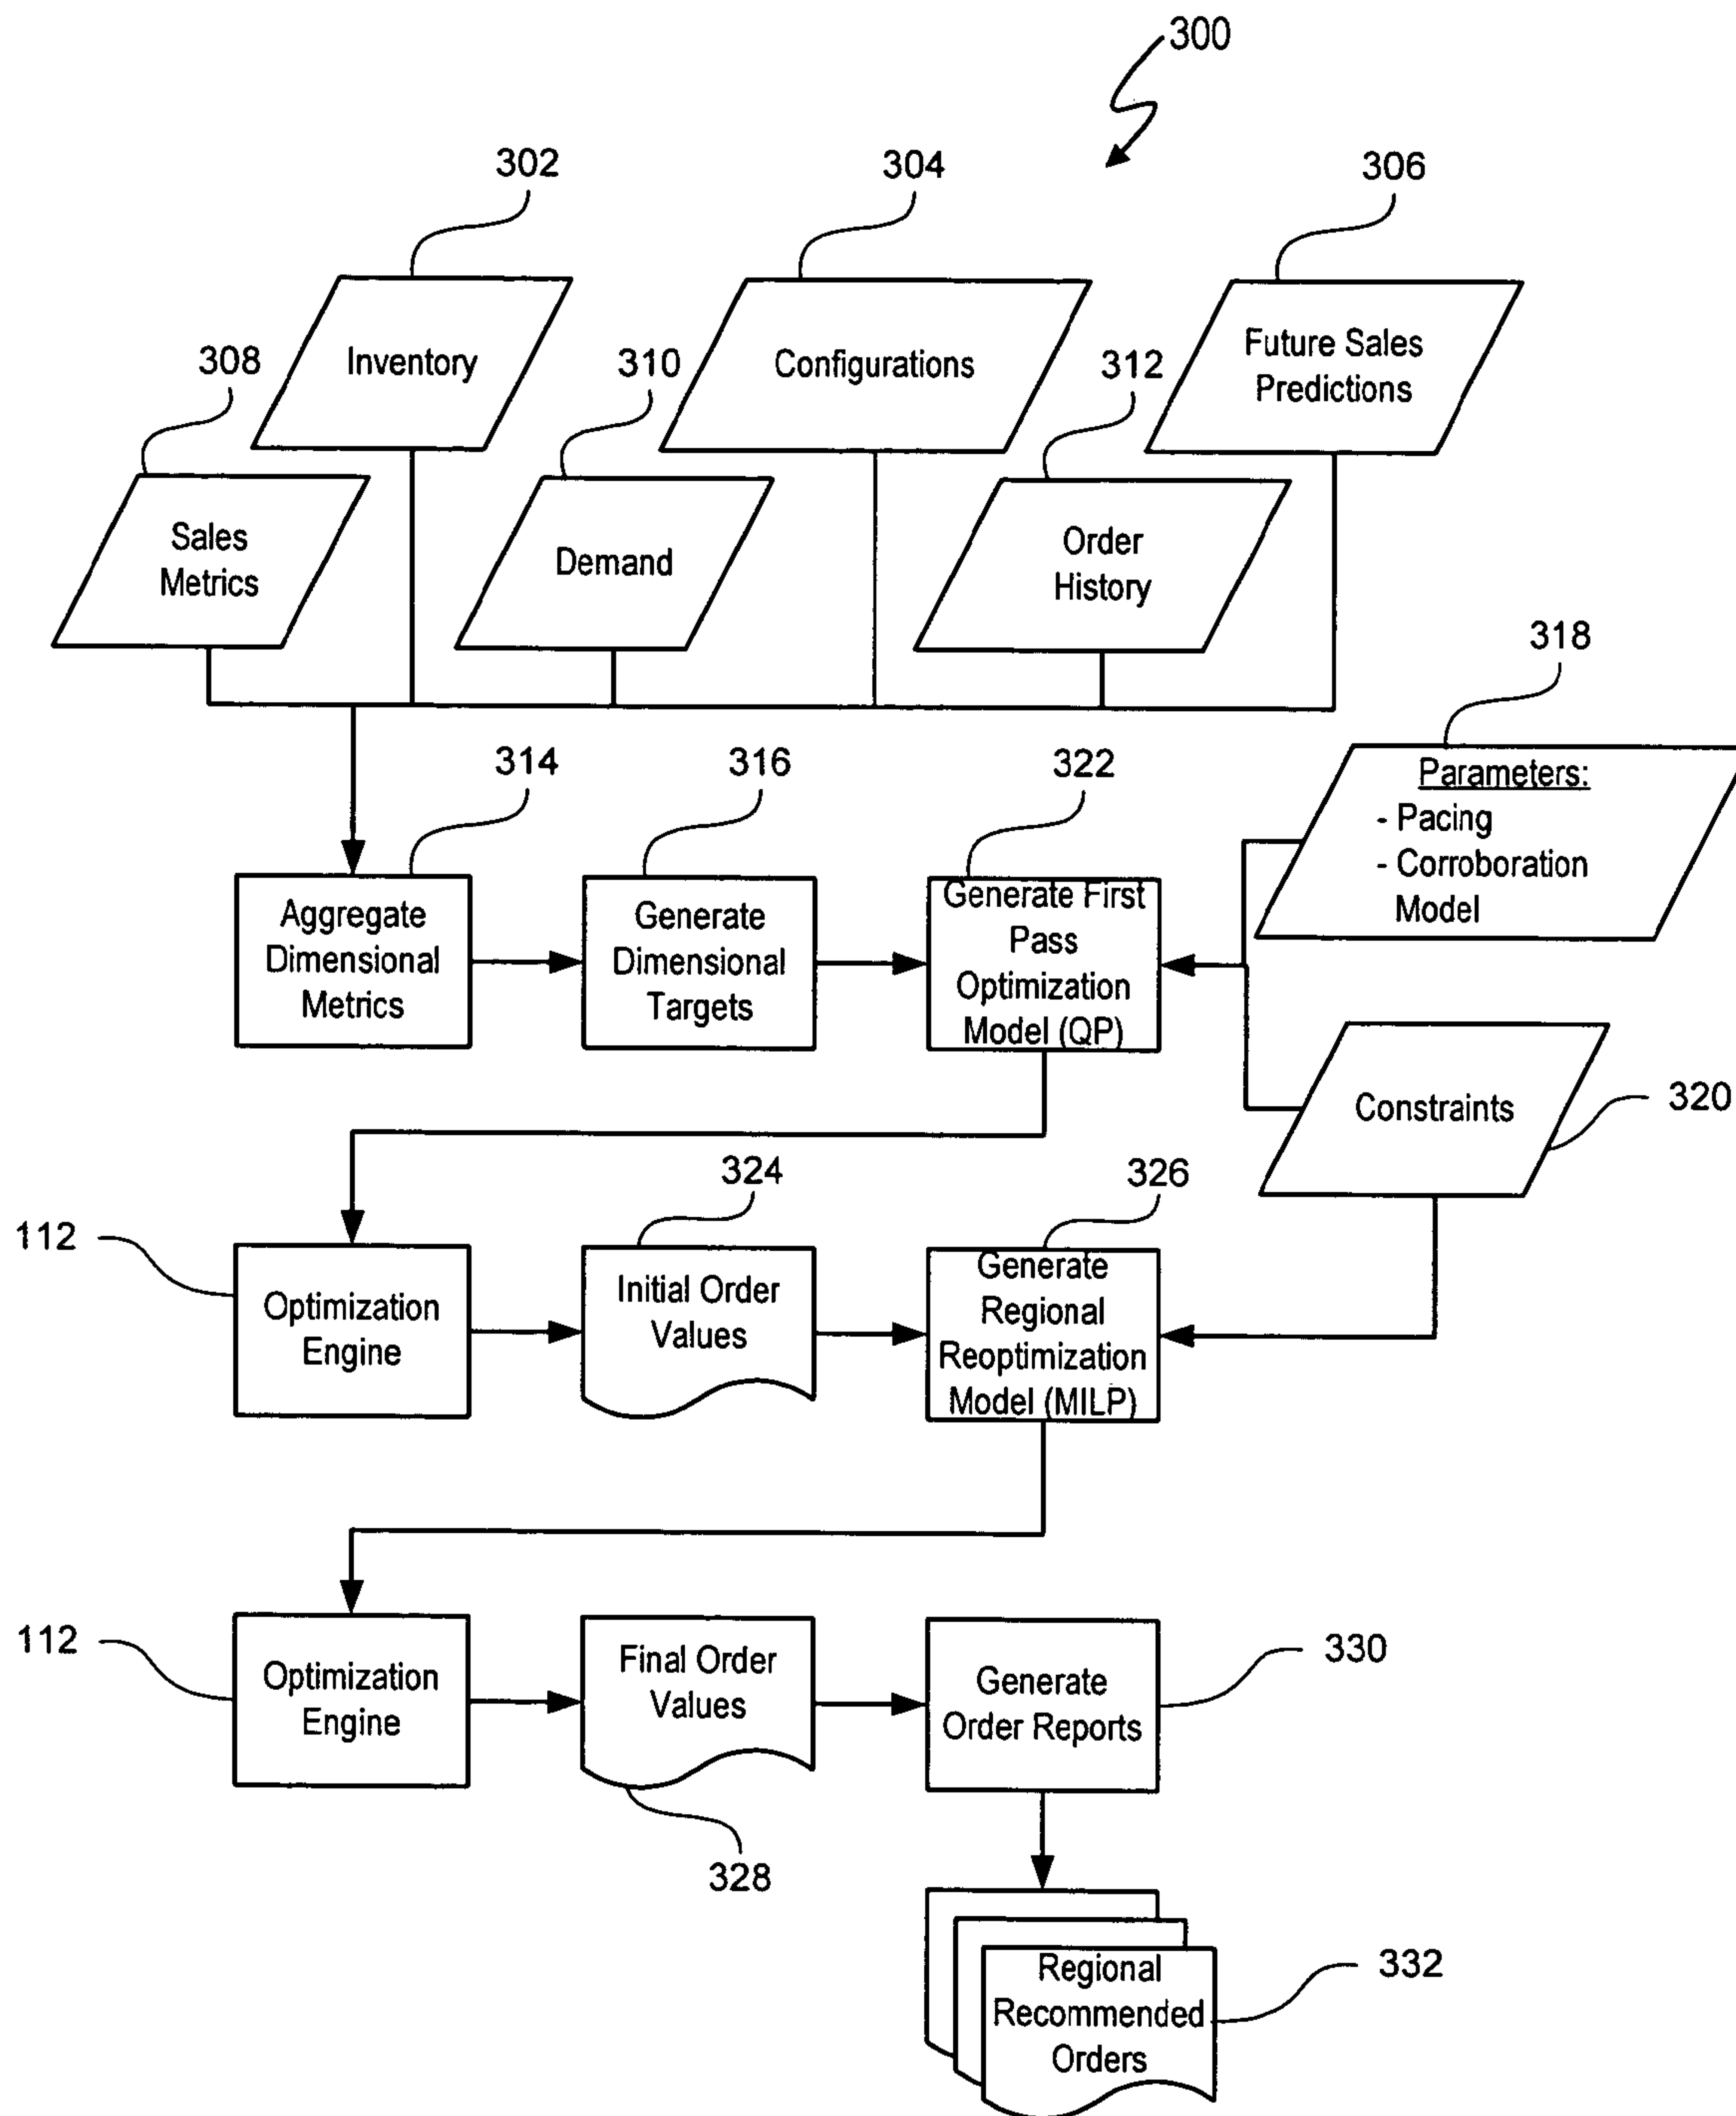 300
302
304
306
Inventory
Configurations
Future Sales
Predictions
308
310
312
Sales
Metrics
Demand
Order
History
318
Parameters:
- Pacing
- Corroboration
Model
314
316
322
Aggregate
Dimensional
Metrics
Generate
Dimensional
Targets
Generate First
Pass
Optimization
Model (QP)
Constraints
320
324
326
112
Optimization
Engine
Initial Order
Values
Generate
Regional
Reoptimization
Model (MILP)
112
Optimization
Engine
Final Order
Values
328
Generate
Order Reports
330
Regional
Recommended
Orders
332